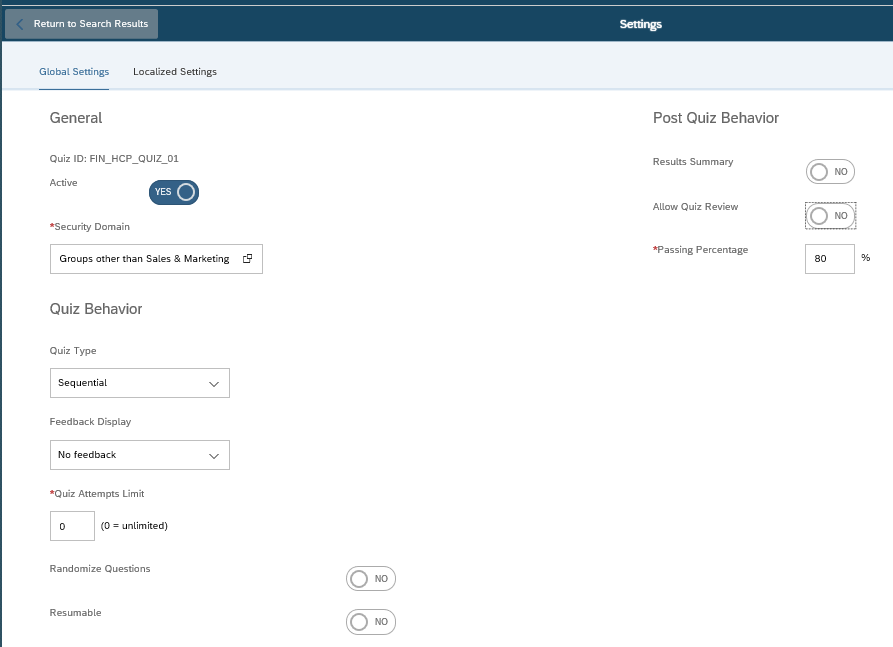 Return to Search Results
Settings
Global Settings
Localized Settings
General
Quiz ID: FIN_HCP_QUIZ_01
Active
YES
*Security Domain
Groups other than Sales & Marketing
Quiz Behavior
Quiz Type
Sequential
Feedback Display
No feedback
*Quiz Attempts Limit
0 (0 = unlimited)
Randomize Questions
NO
Resumable
NO
Post Quiz Behavior
Results Summary
NO
Allow Quiz Review
NO
*Passing Percentage
80 %